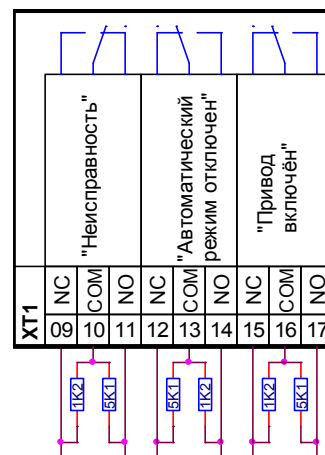 "Неисправность"
"Автоматический
режим отключен"
"Привод
включён"
XT1
NC COM NO NC COM NO NC COM NO
09 10 11 12 13 14 15 16 17
1K2 5K1 1K2 5K1 1K2 5K1